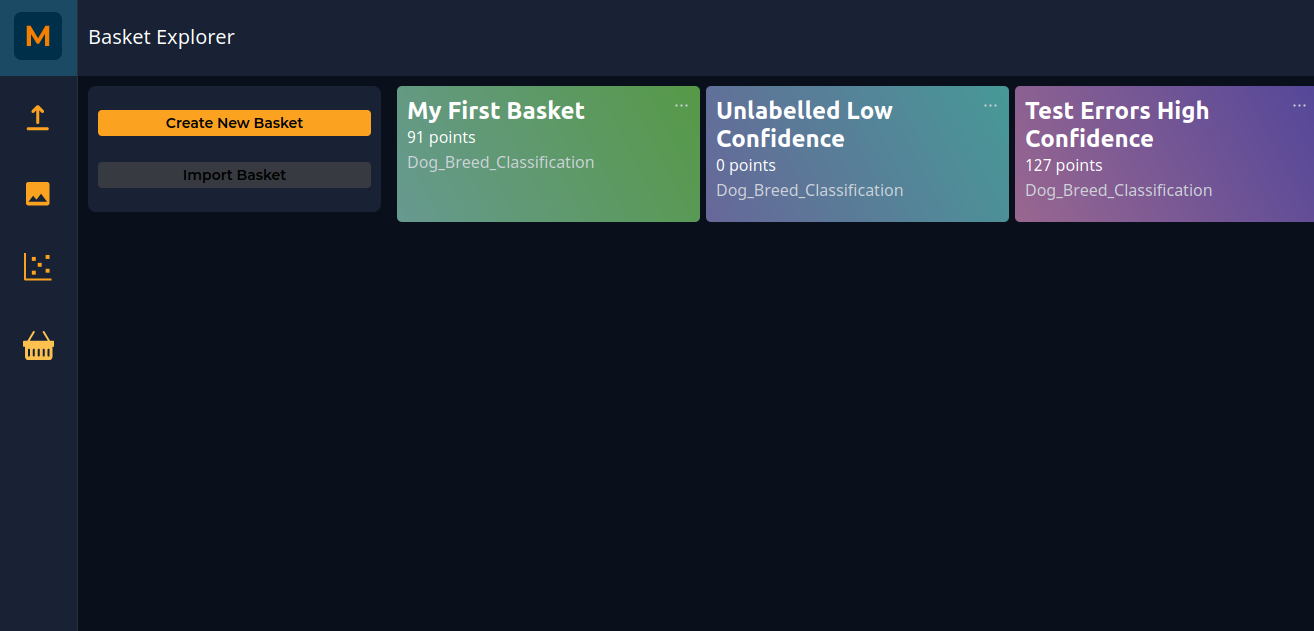 M
Basket Explorer
Create New Basket
Import Basket
My First Basket
91 points
Dog_Breed_Classification
Unlabelled Low
Confidence
0 points
Dog_Breed_Classification
Test Errors High
Confidence
127 points
Dog_Breed_Classification